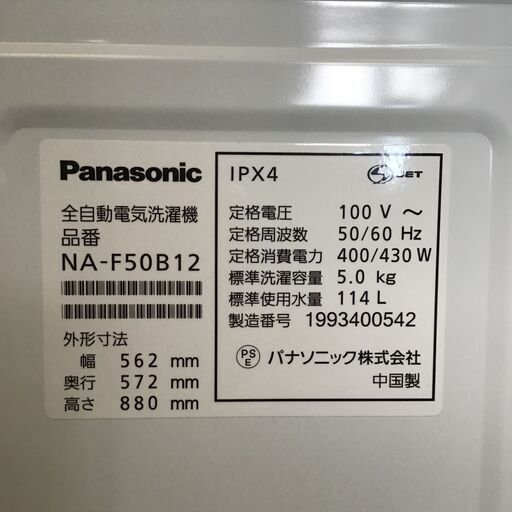 Panasonic
全自動電気洗濯機
品番
NA-F50B12
外形寸法
幅 562 mm
奥行 572 mm
高さ 880 mm
IPX4
S JET
定格電圧 100 V ～
定格周波数 50/60 Hz
定格消費電力 400/430 W
標準洗濯容量 5.0 kg
標準使用水量 114 L
製造番号 1993400542
PS
E パナソニック株式会社
中国製